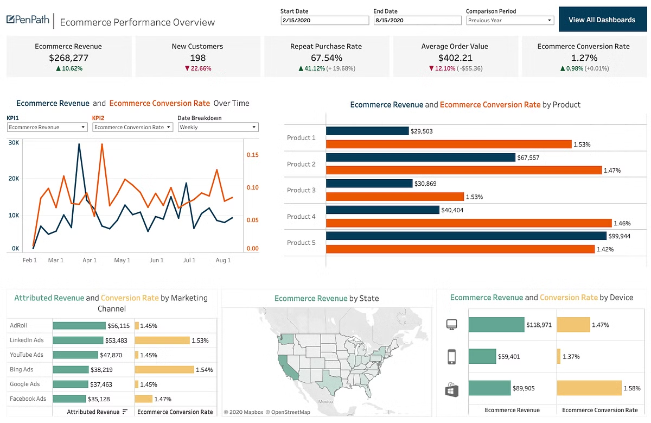 PenPath
Ecommerce Performance Overview
Start Date
2/15/2020
End Date
8/15/2020
Comparison Period
Previous Year
View All Dashboards
Ecommerce Revenue
$268,277
▲10.62%
New Customers
198
▼22.66%
Repeat Purchase Rate
67.54%
▲41.12% (+19.68%)
Average Order Value
$402.21
▼12.10% (-$55.36)
Ecommerce Conversion Rate
1.27%
▲0.98% (+0.01%)
Ecommerce Revenue and Ecommerce Conversion Rate Over Time
KPI1
Ecommerce Revenue
KPI2
Ecommerce Conversion Rate
Date Breakdown
Weekly
30K
20K
10K
0K
0.15
0.10
0.05
0.00
Feb 1
Mar 1
Apr 1
May 1
Jun 1
Jul 1
Aug 1
Ecommerce Revenue and Ecommerce Conversion Rate by Product
Product 1
$29,503
1.53%
Product 2
$67,557
1.47%
Product 3
$30,869
1.53%
Product 4
$40,404
1.46%
Product 5
$99,944
1.42%
Attributed Revenue and Conversion Rate by Marketing
Channel
AdRoll
$56,115
1.45%
LinkedIn Ads
$53,483
1.53%
YouTube Ads
$47,870
1.45%
Bing Ads
$38,219
1.54%
Google Ads
$37,463
1.45%
Facebook Ads
$35,128
1.47%
Attributed Revenue
Ecommerce Conversion Rate
Ecommerce Revenue by State
Mexico
© 2020 Mapbox © OpenStreetMap
Ecommerce Revenue and Conversion Rate by Device
$118,971
1.47%
$59,401
1.37%
$89,905
1.58%
Ecommerce Revenue
Ecommerce Conversion Rate